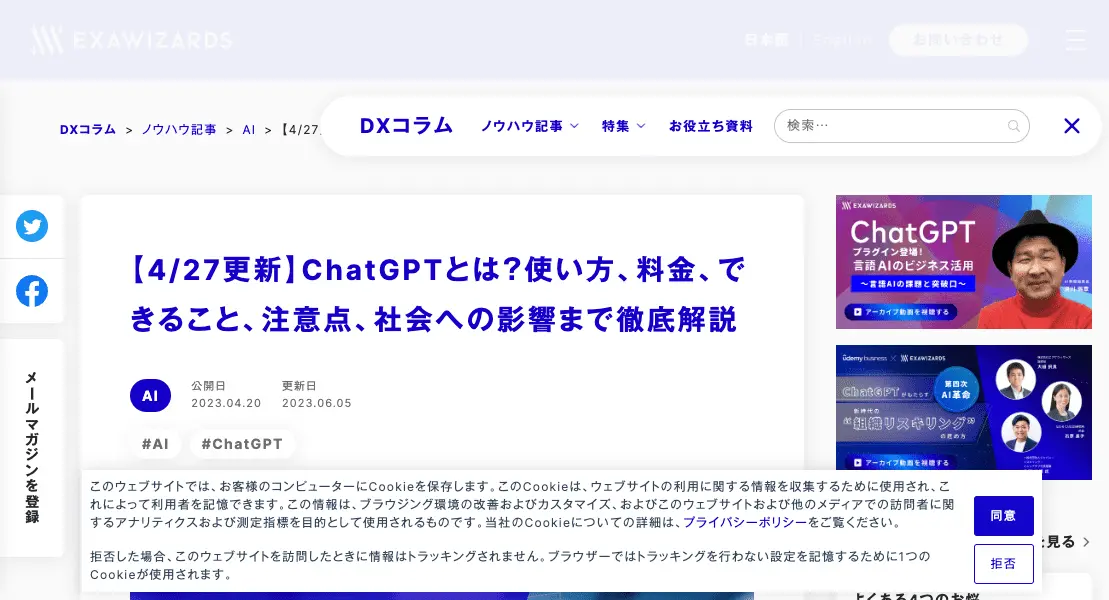 EXAWIZARDS
日本語 | English
お問い合わせ
DXコラム > ノウハウ記事 > AI > 【4/27
DXコラム
ノウハウ記事
特集
お役立ち資料
検索…
メールマガジンを登録
【4/27更新】ChatGPTとは？使い方、料金、で
きること、注意点、社会への影響まで徹底解説
AI
公開日
2023.04.20
更新日
2023.06.05
#AI
#ChatGPT
EXAWIZARDS
ChatGPT
プラグイン登場！
言語AIのビジネス活用
〜言語AIの課題と突破口〜
アーカイブ動画を視聴する
ûdemy business × EXAWIZARDS
第四次
AI革命
ChatGPTがもたらす
新時代の
“組織リスキリング”
の進め方
アーカイブ動画を視聴する
と見る
よくある4つのお悩
このウェブサイトでは、お客様のコンピューターにCookieを保存します。このCookieは、ウェブサイトの利用に関する情報を収集するために使用され、こ
れによって利用者を記憶できます。この情報は、ブラウジング環境の改善およびカスタマイズ、およびこのウェブサイトおよび他のメディアでの訪問者に関
するアナリティクスおよび測定指標を目的として使用されるものです。当社のCookieについての詳細は、プライバシーポリシーをご覧ください。
拒否した場合、このウェブサイトを訪問したときに情報はトラッキングされません。ブラウザーではトラッキングを行わない設定を記憶するために1つの
Cookieが使用されます。
同意
拒否